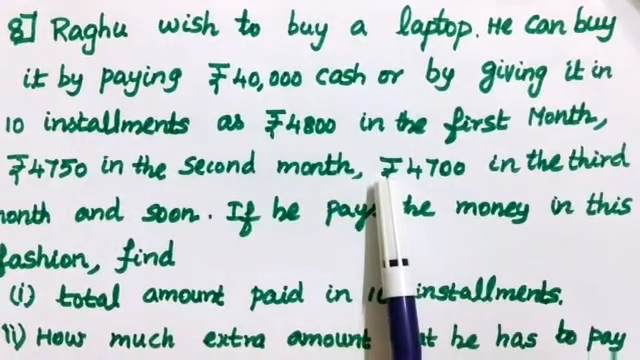 8] Raghu wish to buy a laptop. He can buy
it by paying ₹40,000 cash or by giving it in
10 installments as ₹4800 in the first Month,
₹4750 in the second month, ₹4700 in the third
month and soon. If he pays the money in this
fashion, find
(i) total amount paid in installments.
ii) How much extra amount he has to pay